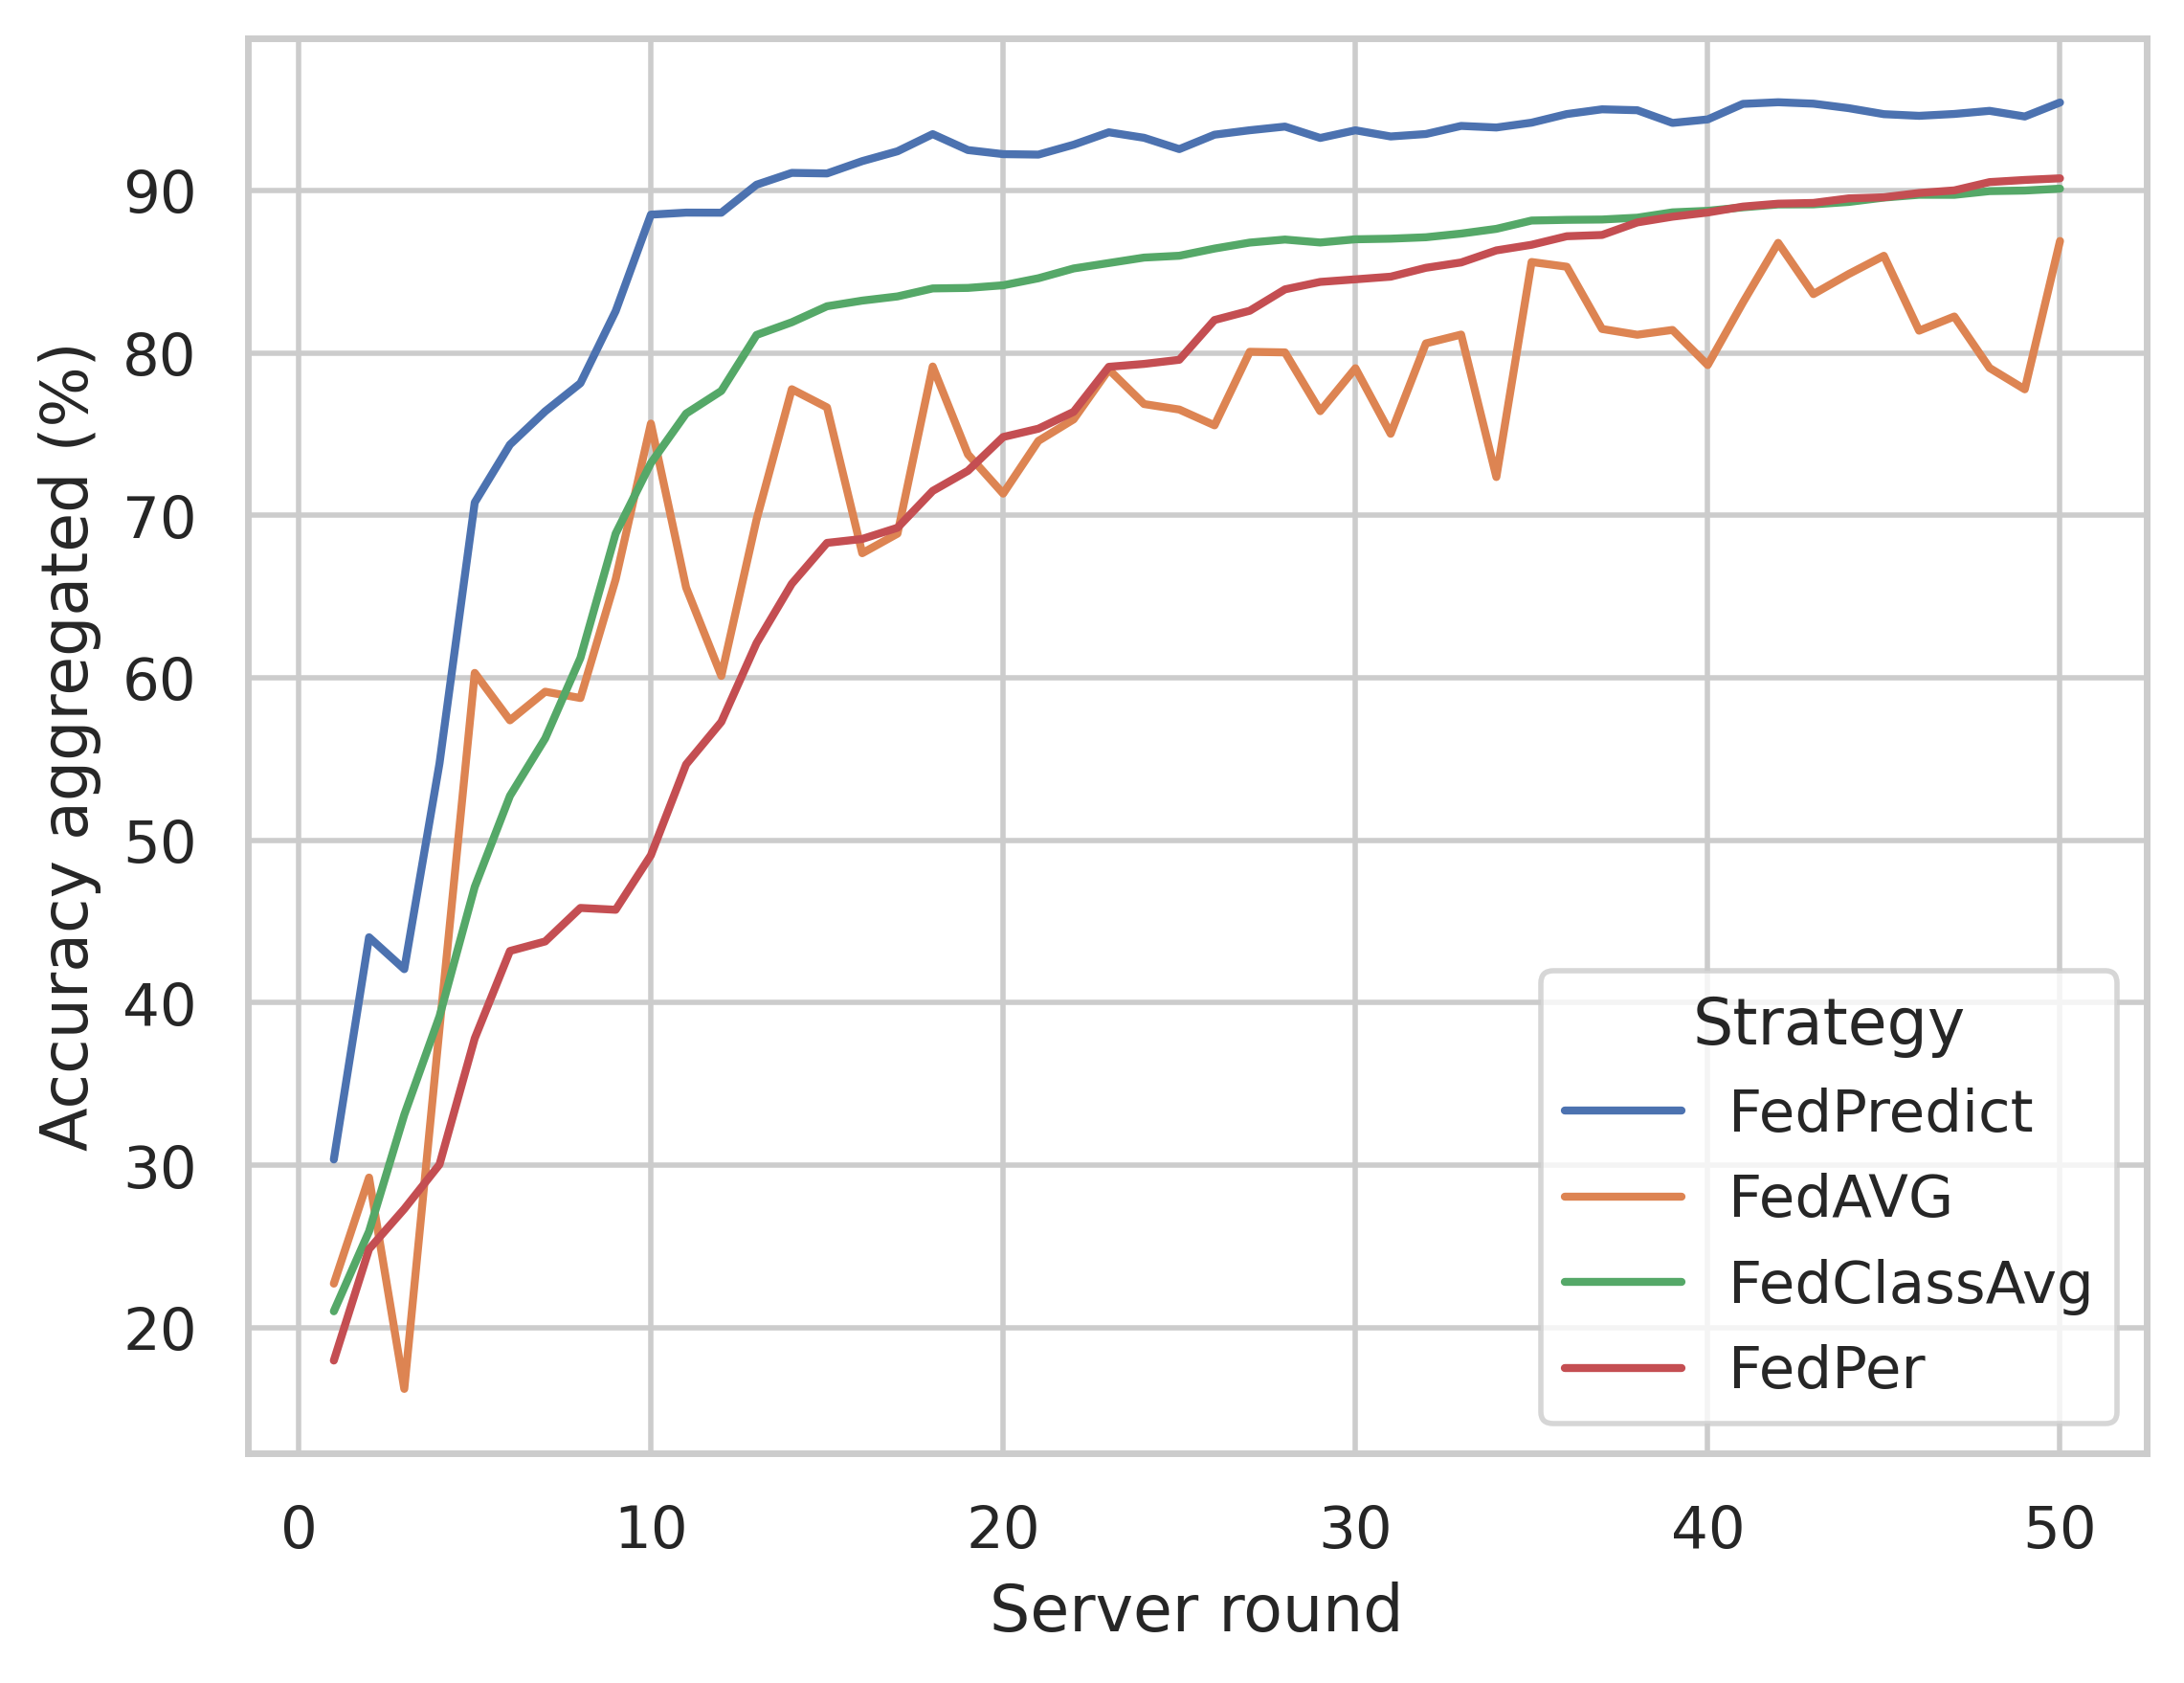 Accuracy aggregated (%)
90
80
70
60
50
40
30
20
0 10 20 30 40 50
Server round
Strategy
FedPredict
FedAVG
FedClassAvg
FedPer